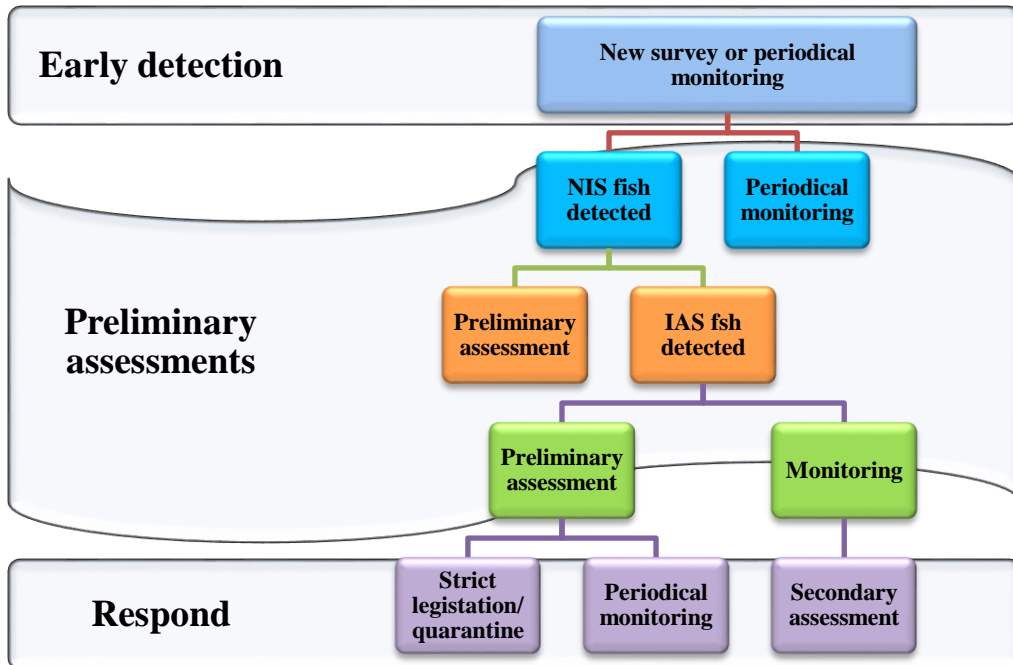 Early detection
New survey or periodical
monitoring
NIS fish
detected
Periodical
monitoring
Preliminary
assessments
Preliminary
assessment
IAS fsh
detected
Preliminary
assessment
Monitoring
Respond
Strict
legistation/
quarantine
Periodical
monitoring
Secondary
assessment